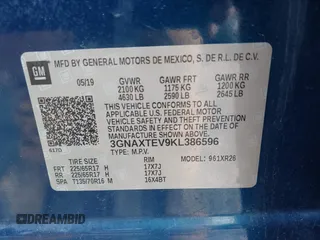 GM
MFD BY GENERAL MOTORS DE MEXICO, S. DE R.L. DE C.V.
05/19 GVWR GAWR FRT GAWR RR
2100 KG 1175 KG 1200 KG
4630 LB 2590 LB 2645 LB
THIS VEHICLE CONFORMS TO ALL
APPLICABLE U.S. FEDERAL MOTOR
VEHICLE SAFETY, BUMPER, AND THEFT
PREVENTION STANDARDS IN EFFECT ON
THE DATE OF MANUFACTURE SHOWN ABOVE.
617D 3GNAXTEV9KL386596
TYPE: M.P.V. MODEL: 961XR26
TIRE SIZE RIM
FRT 225/65R17 H 17X7J
RR 225/65R17 H 17X7J
SPA T135/70R16 M 16X4BT
DREAMBID